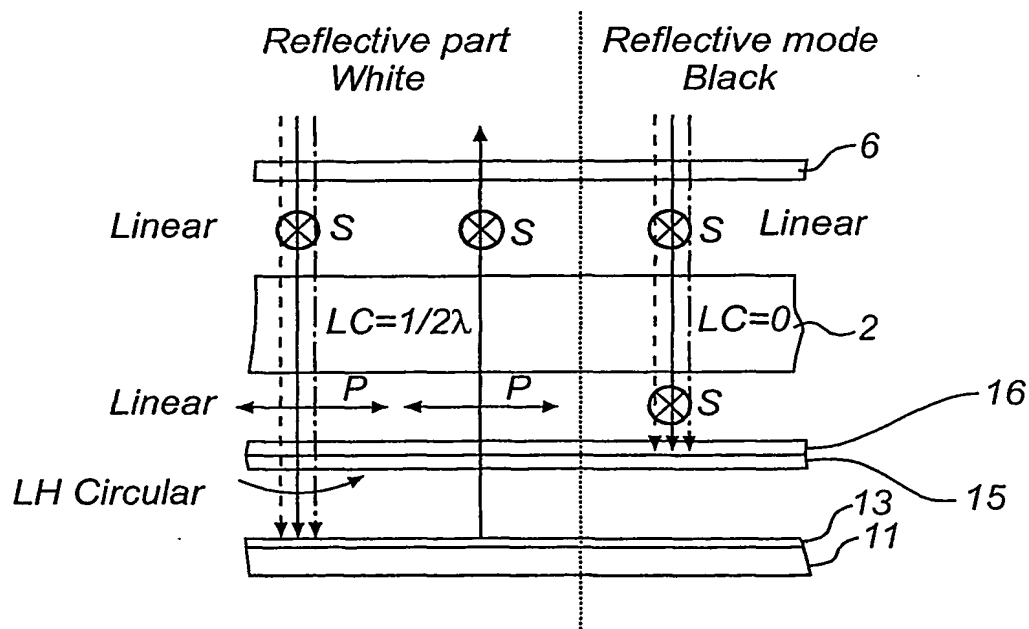 Reflective part
White
Reflective mode
Black
6
Linear
S
S
S
Linear
LC=1/2λ
LC=0
2
Linear
P
P
S
16
LH Circular
15
13
11